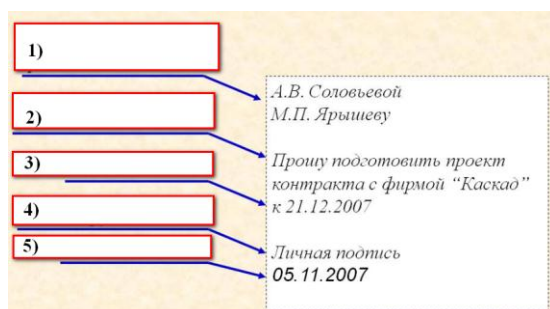 1)
А.В. Соловьевой
М.П. Ярышеву
2)
Прошу подготовить проект
контракта с фирмой “Каскад”
3)
к 21.12.2007
4)
Личная подпись
5)
05.11.2007